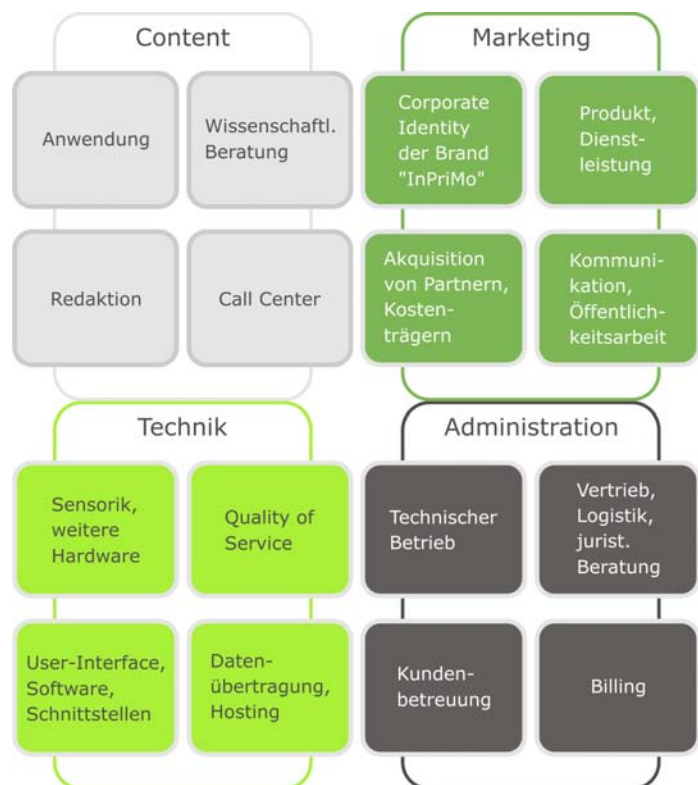 Content
Anwendung
Wissenschaftl.
Beratung
Redaktion
Call Center
Marketing
Corporate
Identity
der Brand
"InPriMo"
Produkt,
Dienst-
leistung
Akquisition
von Partnern,
Kosten-
trägern
Kommuni-
kation,
Öffentlich-
keitsarbeit
Technik
Sensorik,
weitere
Hardware
Quality of
Service
User-Interface,
Software,
Schnittstellen
Daten-
übertragung,
Hosting
Administration
Technischer
Betrieb
Vertrieb,
Logistik,
jurist.
Beratung
Kunden-
betreuung
Billing